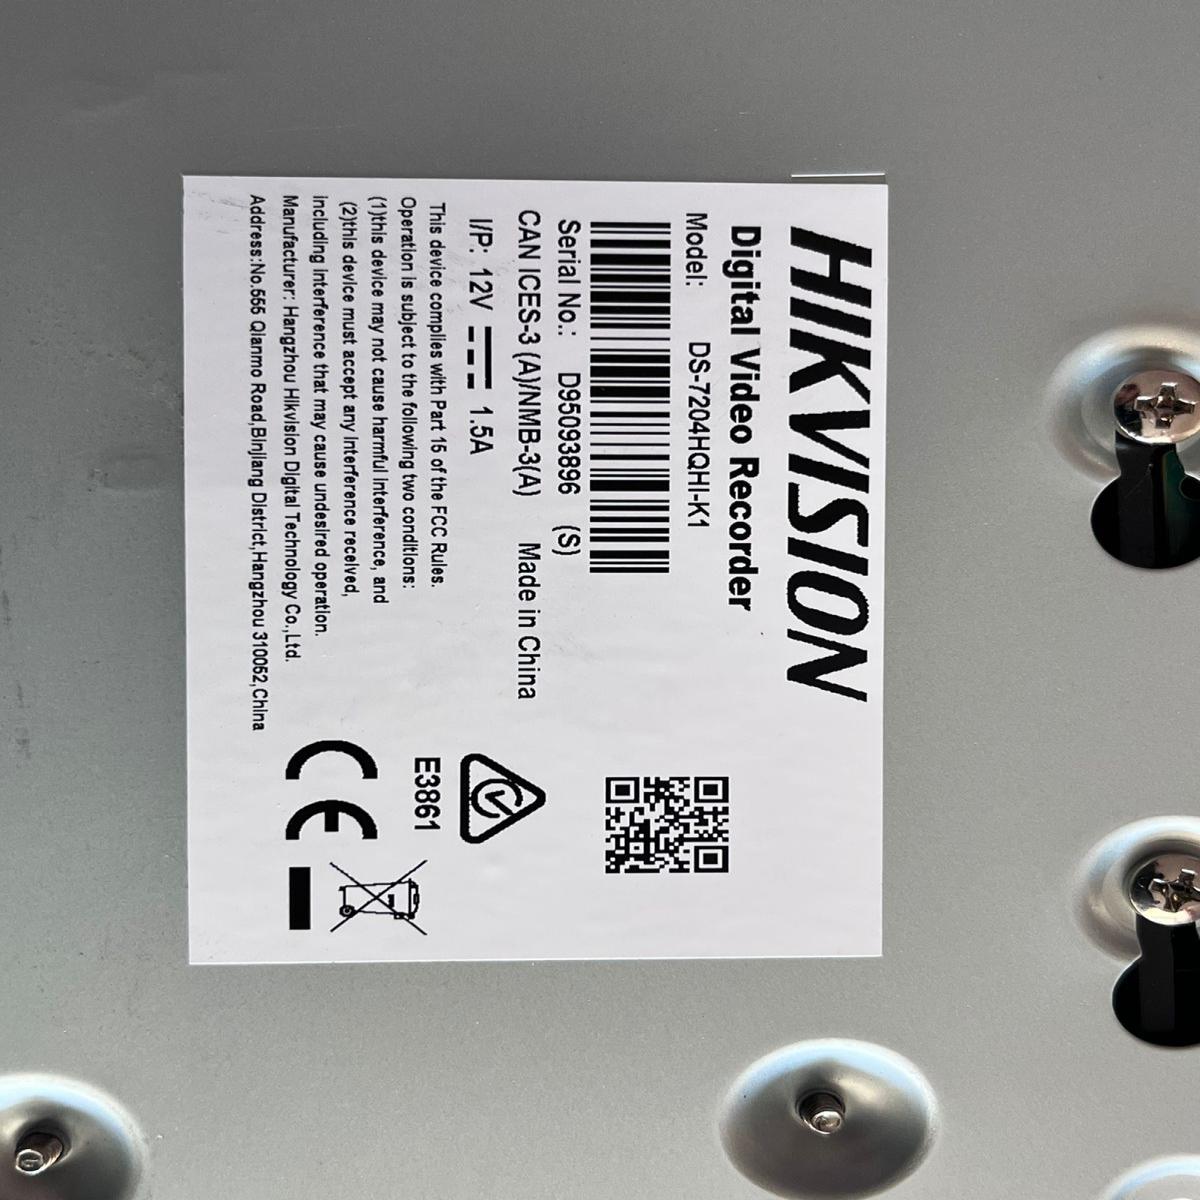 HIKVISION
Digital Video Recorder
Model: DS-7204HQHI-K1
Serial No.: D95093896 (S)
CAN ICES-3 (A)/NMB-3(A) Made in China
I/P: 12V 1.5A
This device complies with Part 15 of the FCC Rules.
Operation is subject to the following two conditions:
(1)this device may not cause harmful interference, and
(2)this device must accept any interference received,
including interference that may cause undesired operation.
Manufacturer: Hangzhou Hikvision Digital Technology Co.,Ltd.
Address:No.555 Qianmo Road,Binjiang District,Hangzhou 310052,China
E3861
CE